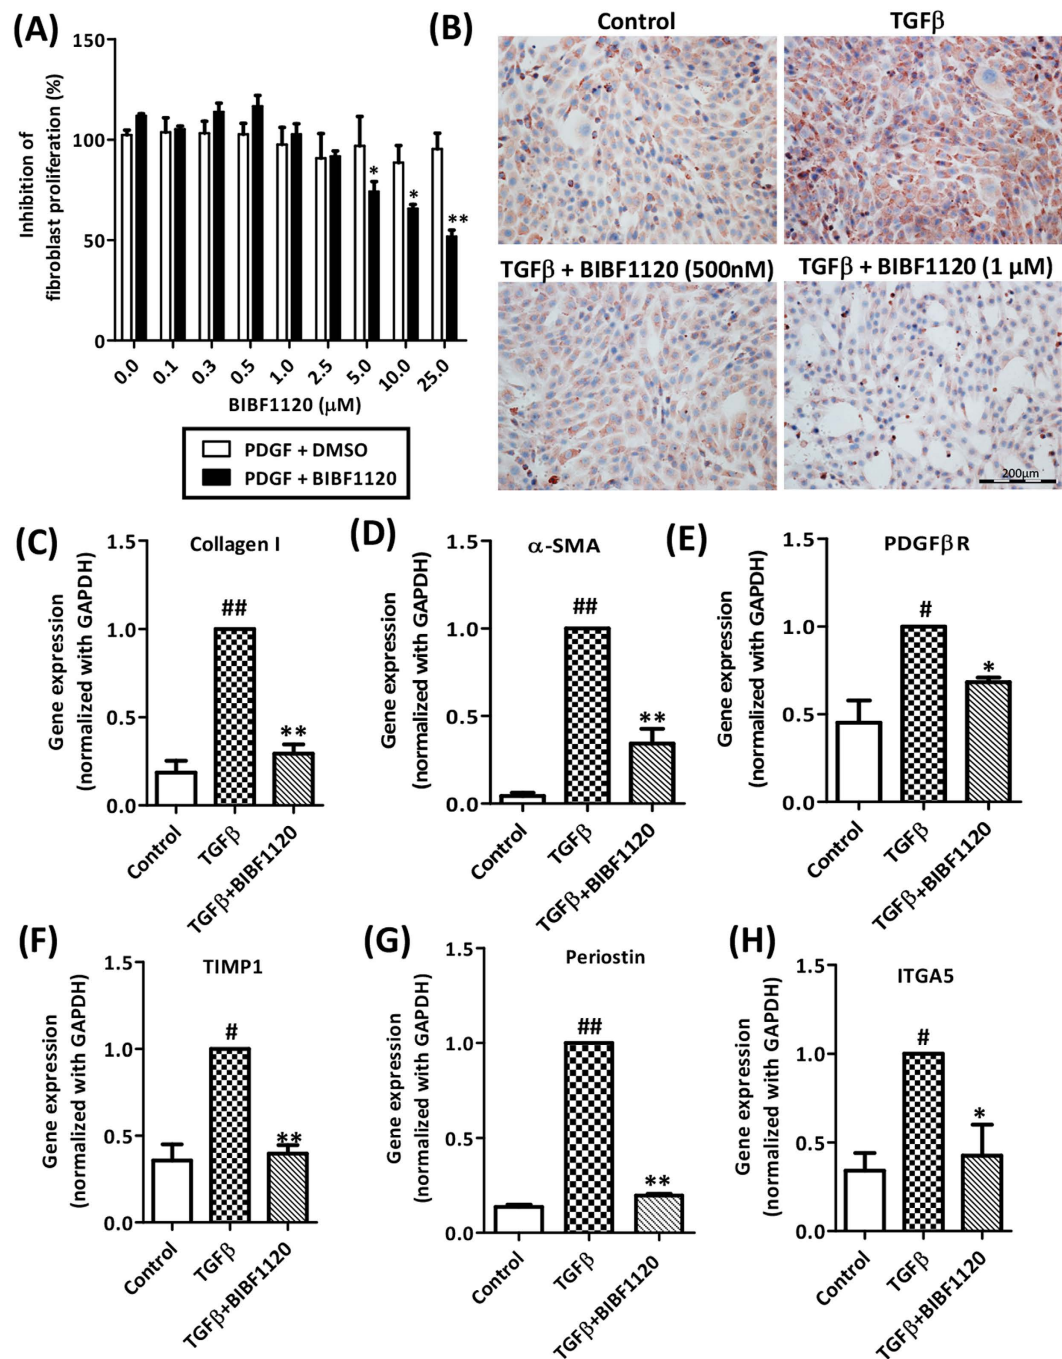 (A)
150
100
50
0
Inhibition of
fibroblast proliferation (%)
* * **
0.0 0.1 0.3 0.5 1.0 2.5 5.0 10.0 25.0
BIBF1120 (μM)
PDGF + DMSO
PDGF + BIBF1120
(B)
Control TGFβ
TGFβ + BIBF1120 (500nM) TGFβ + BIBF1120 (1 μM)
200μm
(C)
Collagen I
Gene expression
(normalized with GAPDH)
1.5
1.0
0.5
0.0
##
**
Control TGFβ TGFβ+BIBF1120
(D)
α-SMA
Gene expression
(normalized with GAPDH)
1.5
1.0
0.5
0.0
##
**
Control TGFβ TGFβ+BIBF1120
(E)
PDGFβR
Gene expression
(normalized with GAPDH)
1.5
1.0
0.5
0.0
#
*
Control TGFβ TGFβ+BIBF1120
(F)
TIMP1
Gene expression
(normalized with GAPDH)
1.5
1.0
0.5
0.0
#
**
Control TGFβ TGFβ+BIBF1120
(G)
Periostin
Gene expression
(normalized with GAPDH)
1.5
1.0
0.5
0.0
##
**
Control TGFβ TGFβ+BIBF1120
(H)
ITGA5
Gene expression
(normalized with GAPDH)
1.5
1.0
0.5
0.0
#
*
Control TGFβ TGFβ+BIBF1120